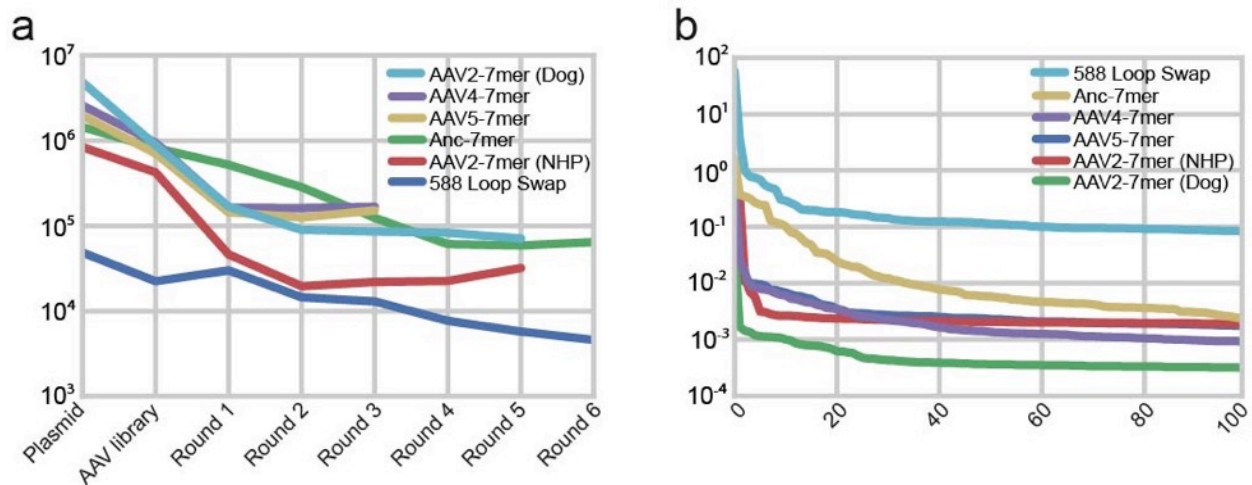 a
10^7
10^6
10^5
10^4
10^3
AAV2-7mer (Dog)
AAV4-7mer
AAV5-7mer
Anc-7mer
AAV2-7mer (NHP)
588 Loop Swap
Plasmid
AAV library
Round 1
Round 2
Round 3
Round 4
Round 5
Round 6
b
10^2
10^1
10^0
10^-1
10^-2
10^-3
10^-4
588 Loop Swap
Anc-7mer
AAV4-7mer
AAV5-7mer
AAV2-7mer (NHP)
AAV2-7mer (Dog)
0
20
40
60
80
100